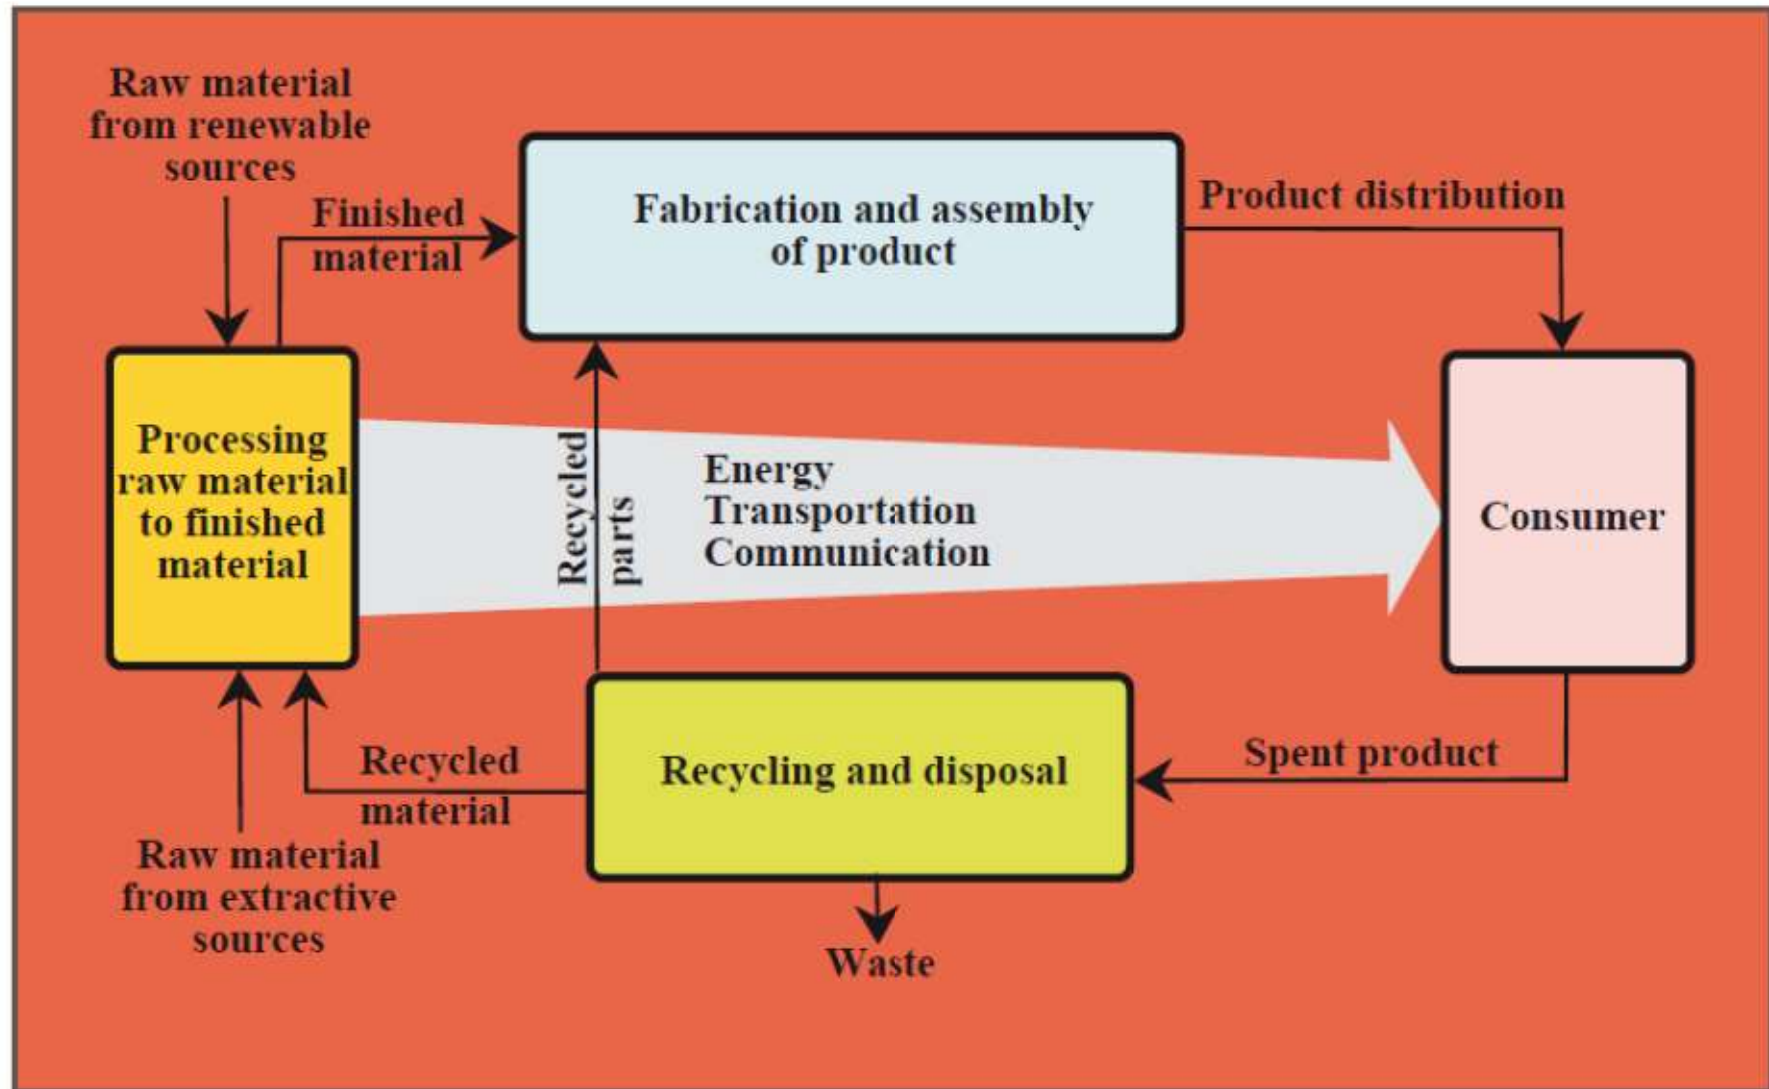 Raw material
from renewable
sources
Finished
material
Fabrication and assembly
of product
Product distribution
Processing
raw material
to finished
material
Recycled
parts
Energy
Transportation
Communication
Consumer
Recycled
material
Recycling and disposal
Spent product
Raw material
from extractive
sources
Waste